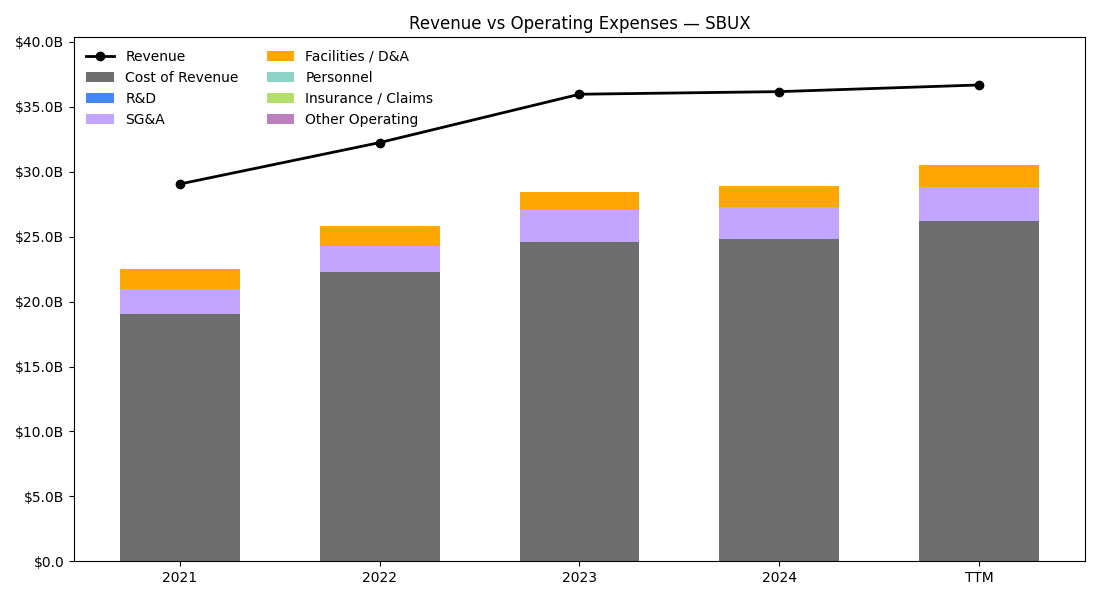 Revenue vs Operating Expenses — SBUX
$40.0B
$35.0B
$30.0B
$25.0B
$20.0B
$15.0B
$10.0B
$5.0B
$0.0
Revenue
Cost of Revenue
R&D
SG&A
Facilities / D&A
Personnel
Insurance / Claims
Other Operating
2021
2022
2023
2024
TTM